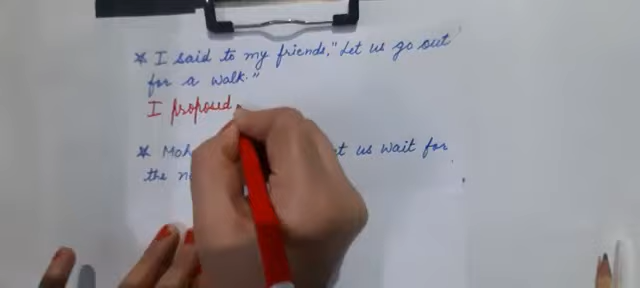 * I said to my friends, "Let us go out
for a walk."
I proposed
* Moh us wait for
the